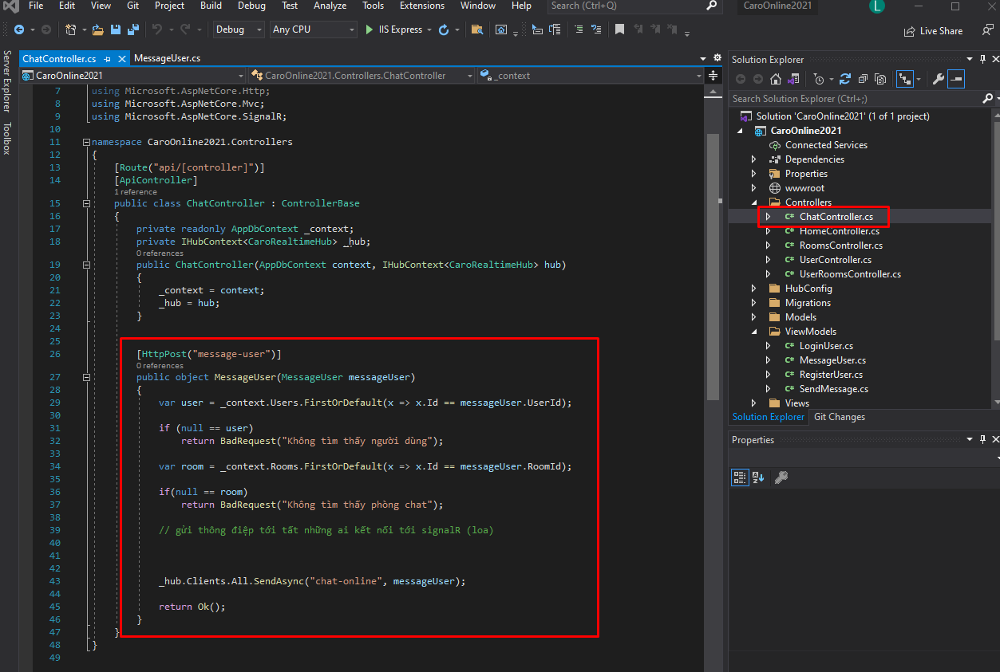 File Edit View Git Project Build Debug Test Analyze Tools Extensions Window Help Search (Ctrl+Q) CaroOnline2021 L
Debug Any CPU IIS Express Live Share
Server Explorer
Toolbox
ChatController.cs MessageUser.cs
CaroOnline2021 CaroOnline2021.Controllers.ChatController _context
7 using Microsoft.AspNetCore.Http;
8 using Microsoft.AspNetCore.Mvc;
9 using Microsoft.AspNetCore.SignalR;
10
11 namespace CaroOnline2021.Controllers
12 {
13 [Route("api/[controller]")]
14 [ApiController]
1 reference
15 public class ChatController : ControllerBase
16 {
17 private readonly AppDbContext _context;
18 private IHubContext<CaroRealtimeHub> _hub;
0 references
19 public ChatController(AppDbContext context, IHubContext<CaroRealtimeHub> hub)
20 {
21 _context = context;
22 _hub = hub;
23 }
24
25
26 [HttpPost("message-user")]
0 references
27 public object MessageUser(MessageUser messageUser)
28 {
29 var user = _context.Users.FirstOrDefault(x => x.Id == messageUser.UserId);
30
31 if (null == user)
32 return BadRequest("Không tìm thấy người dùng");
33
34 var room = _context.Rooms.FirstOrDefault(x => x.Id == messageUser.RoomId);
35
36 if(null == room)
37 return BadRequest("Không tìm thấy phòng chat");
38
39 // gửi thông điệp tới tất những ai kết nối tới signalR (loa)
40
41
42
43 _hub.Clients.All.SendAsync("chat-online", messageUser);
44
45 return Ok();
46 }
47 }
48 }
49
Solution Explorer
Search Solution Explorer (Ctrl+;)
Solution 'CaroOnline2021' (1 of 1 project)
CaroOnline2021
Connected Services
Dependencies
Properties
wwwroot
Controllers
C# ChatController.cs
C# HomeController.cs
C# RoomsController.cs
C# UserController.cs
C# UserRoomsController.cs
HubConfig
Migrations
Models
ViewModels
C# LoginUser.cs
C# MessageUser.cs
C# RegisterUser.cs
C# SendMessage.cs
Views
Solution Explorer Git Changes
Properties